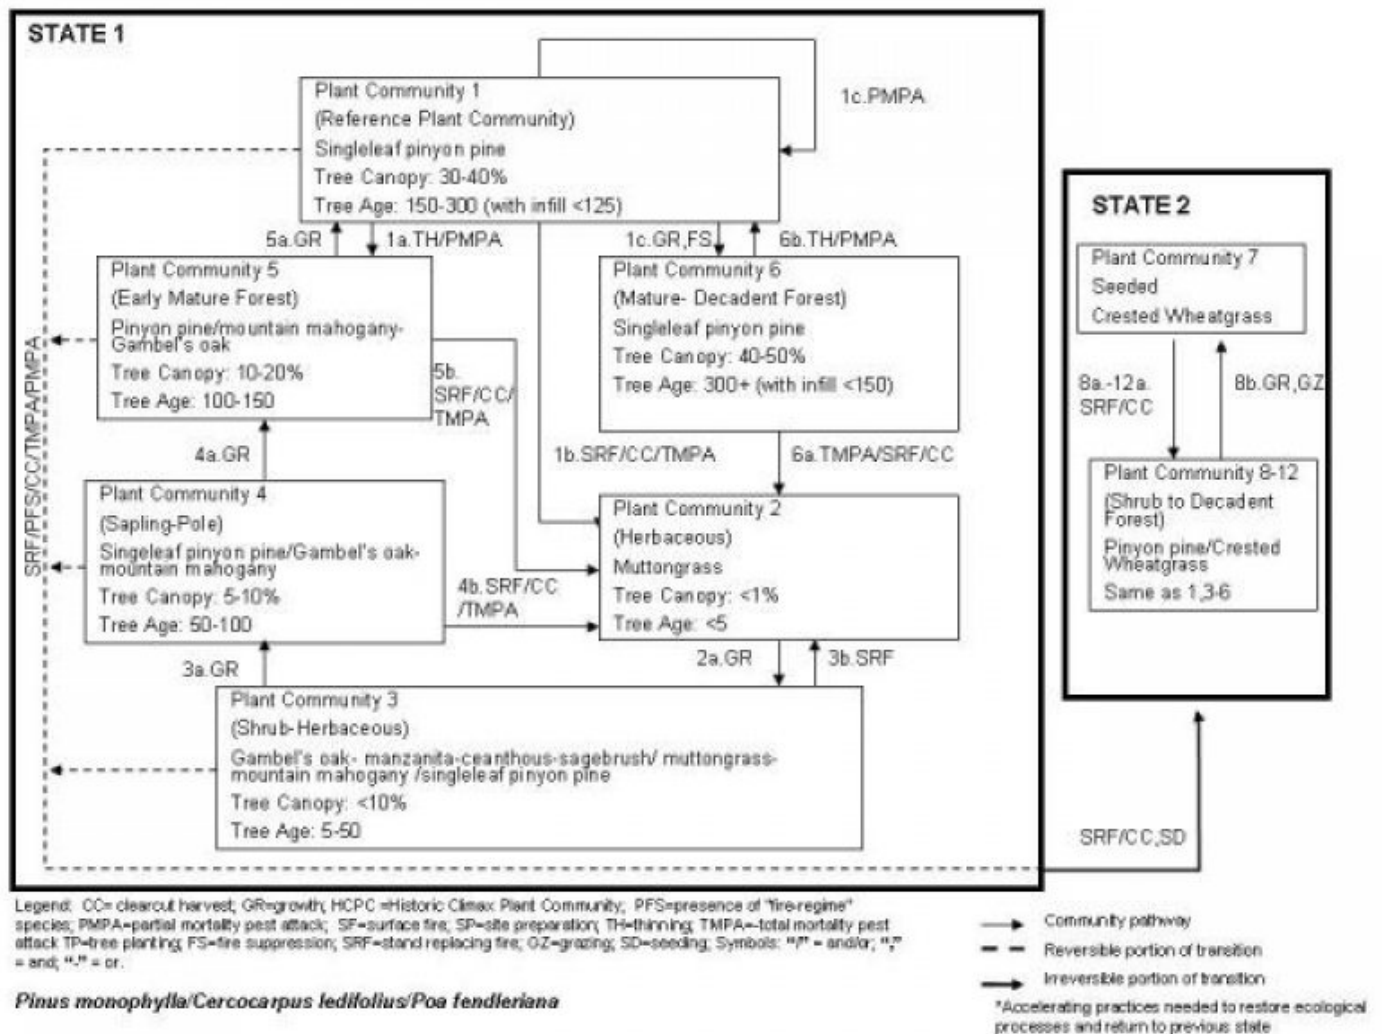 STATE 1
Plant Community 1
(Reference Plant Community)
Singleleaf pinyon pine
Tree Canopy: 30-40%
Tree Age: 150-300 (with infill <125)
1c.PMPA
5a.GR
1a.TH/PMPA
1c.GR,FS
6b.TH/PMPA
Plant Community 5
(Early Mature Forest)
Pinyon pine/mountain mahogany-
Gambel's oak
Tree Canopy: 10-20%
Tree Age: 100-150
Plant Community 6
(Mature- Decadent Forest)
Singleleaf pinyon pine
Tree Canopy: 40-50%
Tree Age: 300+ (with infill <150)
5b.
SRF/CC/
TMPA
SRF/PFS/CC/TMPA/PMPA
4a.GR
1b.SRF/CC/TMPA
6a.TMPA/SRF/CC
Plant Community 4
(Sapling-Pole)
Singeleaf pinyon pine/Gambel's oak-
mountain mahogany
Tree Canopy: 5-10%
Tree Age: 50-100
Plant Community 2
(Herbaceous)
Muttongrass
Tree Canopy: <1%
Tree Age: <5
4b.SRF/CC
/TMPA
3a.GR
2a.GR
3b.SRF
Plant Community 3
(Shrub-Herbaceous)
Gambel's oak- manzanita-ceanthous-sagebrush/ muttongrass-
mountain mahogany /singleleaf pinyon pine
Tree Canopy: <10%
Tree Age: 5-50
STATE 2
Plant Community 7
Seeded
Crested Wheatgrass
8a.-12a.
SRF/CC
8b.GR,GZ
Plant Community 8-12
(Shrub to Decadent
Forest)
Pinyon pine/Crested
Wheatgrass
Same as 1,3-6
SRF/CC,SD
Legend: CC= clearcut harvest; GR=growth; HCPC =Historic Climax Plant Community; PFS=presence of "fire-regime"
species; PMPA=partial mortality pest attack; SF=surface fire; SP=site preparation; TH=thinning; TMPA=-total mortality pest
attack TP=tree planting; FS=fire suppression; SRF=stand replacing fire; GZ=grazing; SD=seeding; Symbols: "/" = and/or; ","
= and; "-" = or.
Pinus monophylla/Cercocarpus ledifolius/Poa fendleriana
Community pathway
Reversible portion of transition
Irreversible portion of transition
*Accelerating practices needed to restore ecological
processes and return to previous state